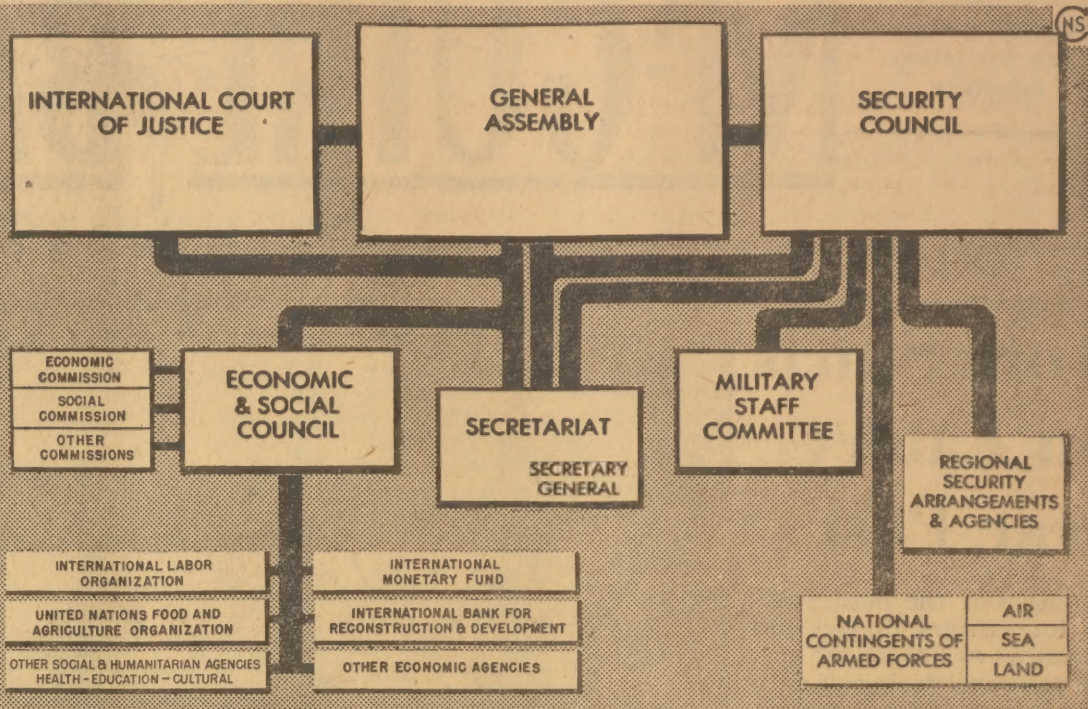 NS
INTERNATIONAL COURT
OF JUSTICE
GENERAL
ASSEMBLY
SECURITY
COUNCIL
ECONOMIC
COMMISSION
SOCIAL
COMMISSION
OTHER
COMMISSIONS
ECONOMIC
& SOCIAL
COUNCIL
SECRETARIAT
SECRETARY
GENERAL
MILITARY
STAFF
COMMITTEE
REGIONAL
SECURITY
ARRANGEMENTS
& AGENCIES
INTERNATIONAL LABOR
ORGANIZATION
INTERNATIONAL
MONETARY FUND
UNITED NATIONS FOOD AND
AGRICULTURE ORGANIZATION
INTERNATIONAL BANK FOR
RECONSTRUCTION & DEVELOPMENT
OTHER SOCIAL & HUMANITARIAN AGENCIES
HEALTH - EDUCATION - CULTURAL
OTHER ECONOMIC AGENCIES
NATIONAL
CONTINGENTS OF
ARMED FORCES
AIR
SEA
LAND